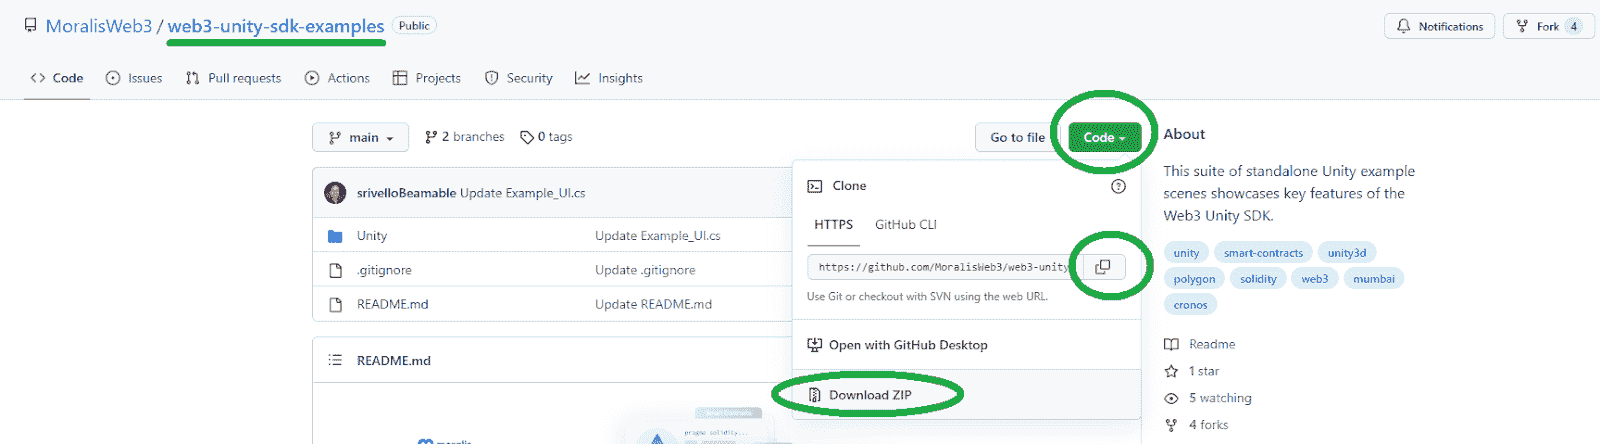 MoralisWeb3 / web3-unity-sdk-examples Public
Notifications Fork 4
Code Issues Pull requests Actions Projects Security Insights
main 2 branches 0 tags Go to file Code
srivelloBeamable Update Example_UI.cs
Unity Update Example_UI.cs
.gitignore Update .gitignore
README.md Update README.md
README.md
moralis
pragma solidity...
Clone
HTTPS GitHub CLI
https://github.com/MoralisWeb3/web3-unity
Use Git or checkout with SVN using the web URL.
Open with GitHub Desktop
Download ZIP
About
This suite of standalone Unity example
scenes showcases key features of the
Web3 Unity SDK.
unity smart-contracts unity3d
polygon solidity web3 mumbai
cronos
Readme
1 star
5 watching
4 forks